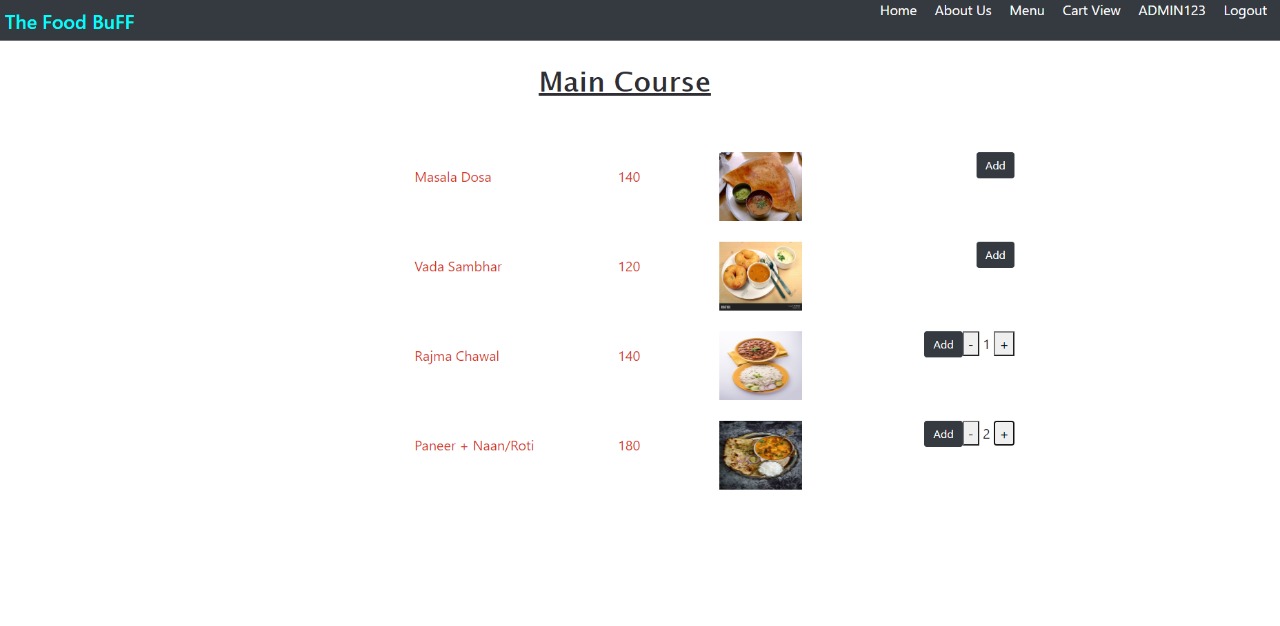 The Food BuFF
Home About Us Menu Cart View ADMIN123 Logout
Main Course
Masala Dosa 140 Add
Vada Sambhar 120 Add
Rajma Chawal 140 Add - 1 +
Paneer + Naan/Roti 180 Add - 2 +